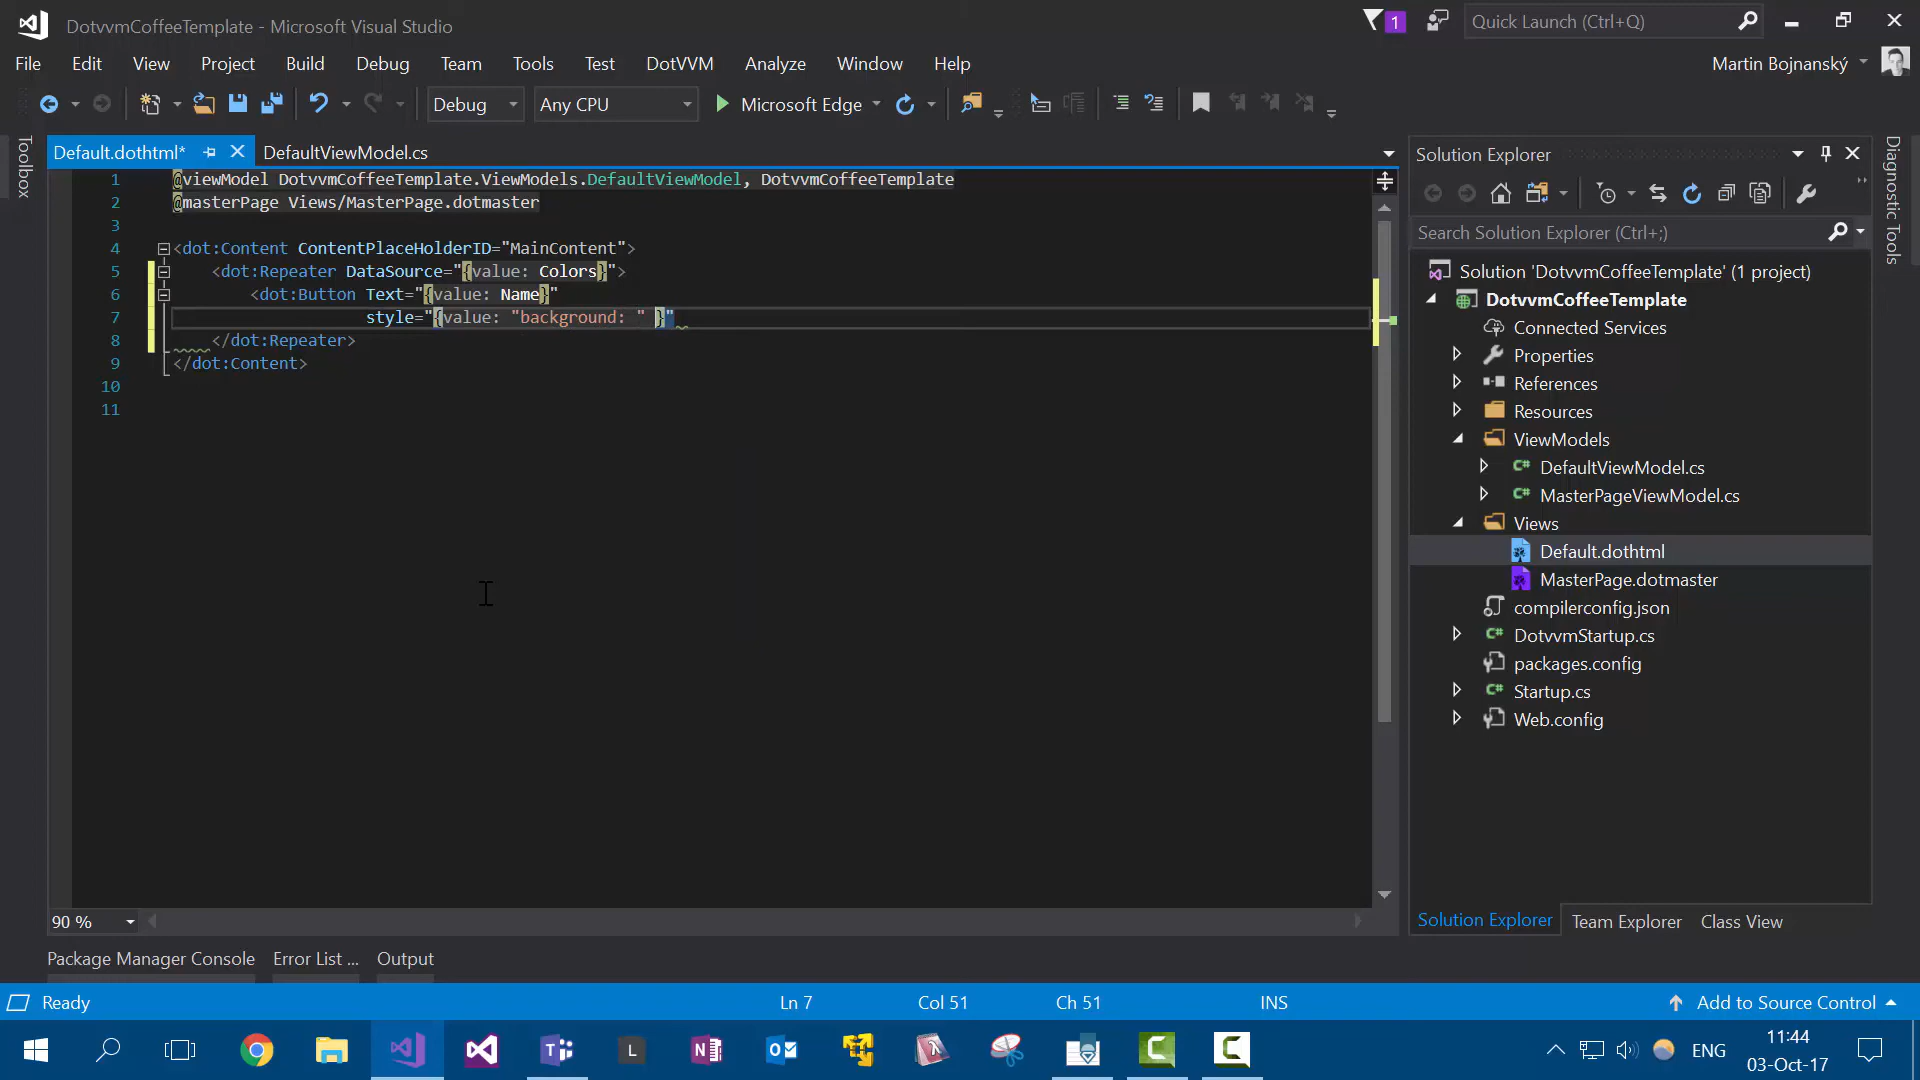 DotvvmCoffeeTemplate - Microsoft Visual Studio
1
Quick Launch (Ctrl+Q)
File Edit View Project Build Debug Team Tools Test DotVVM Analyze Window Help
Martin Bojnanský
Debug Any CPU Microsoft Edge
Toolbox
Default.dothtml* DefaultViewModel.cs
1 @viewModel DotvvmCoffeeTemplate.ViewModels.DefaultViewModel, DotvvmCoffeeTemplate
2 @masterPage Views/MasterPage.dotmaster
3
4 <dot:Content ContentPlaceHolderID="MainContent">
5 <dot:Repeater DataSource="{value: Colors}">
6 <dot:Button Text="{value: Name}"
7 style="{value: "background: " }"
8 </dot:Repeater>
9 </dot:Content>
10
11
90 %
Package Manager Console Error List ... Output
Solution Explorer
Search Solution Explorer (Ctrl+;)
Solution 'DotvvmCoffeeTemplate' (1 project)
DotvvmCoffeeTemplate
Connected Services
Properties
References
Resources
ViewModels
C# DefaultViewModel.cs
C# MasterPageViewModel.cs
Views
Default.dothtml
MasterPage.dotmaster
compilerconfig.json
C# DotvvmStartup.cs
packages.config
C# Startup.cs
Web.config
Solution Explorer Team Explorer Class View
Diagnostic Tools
Ready Ln 7 Col 51 Ch 51 INS Add to Source Control
L
ENG
11:44
03-Oct-17